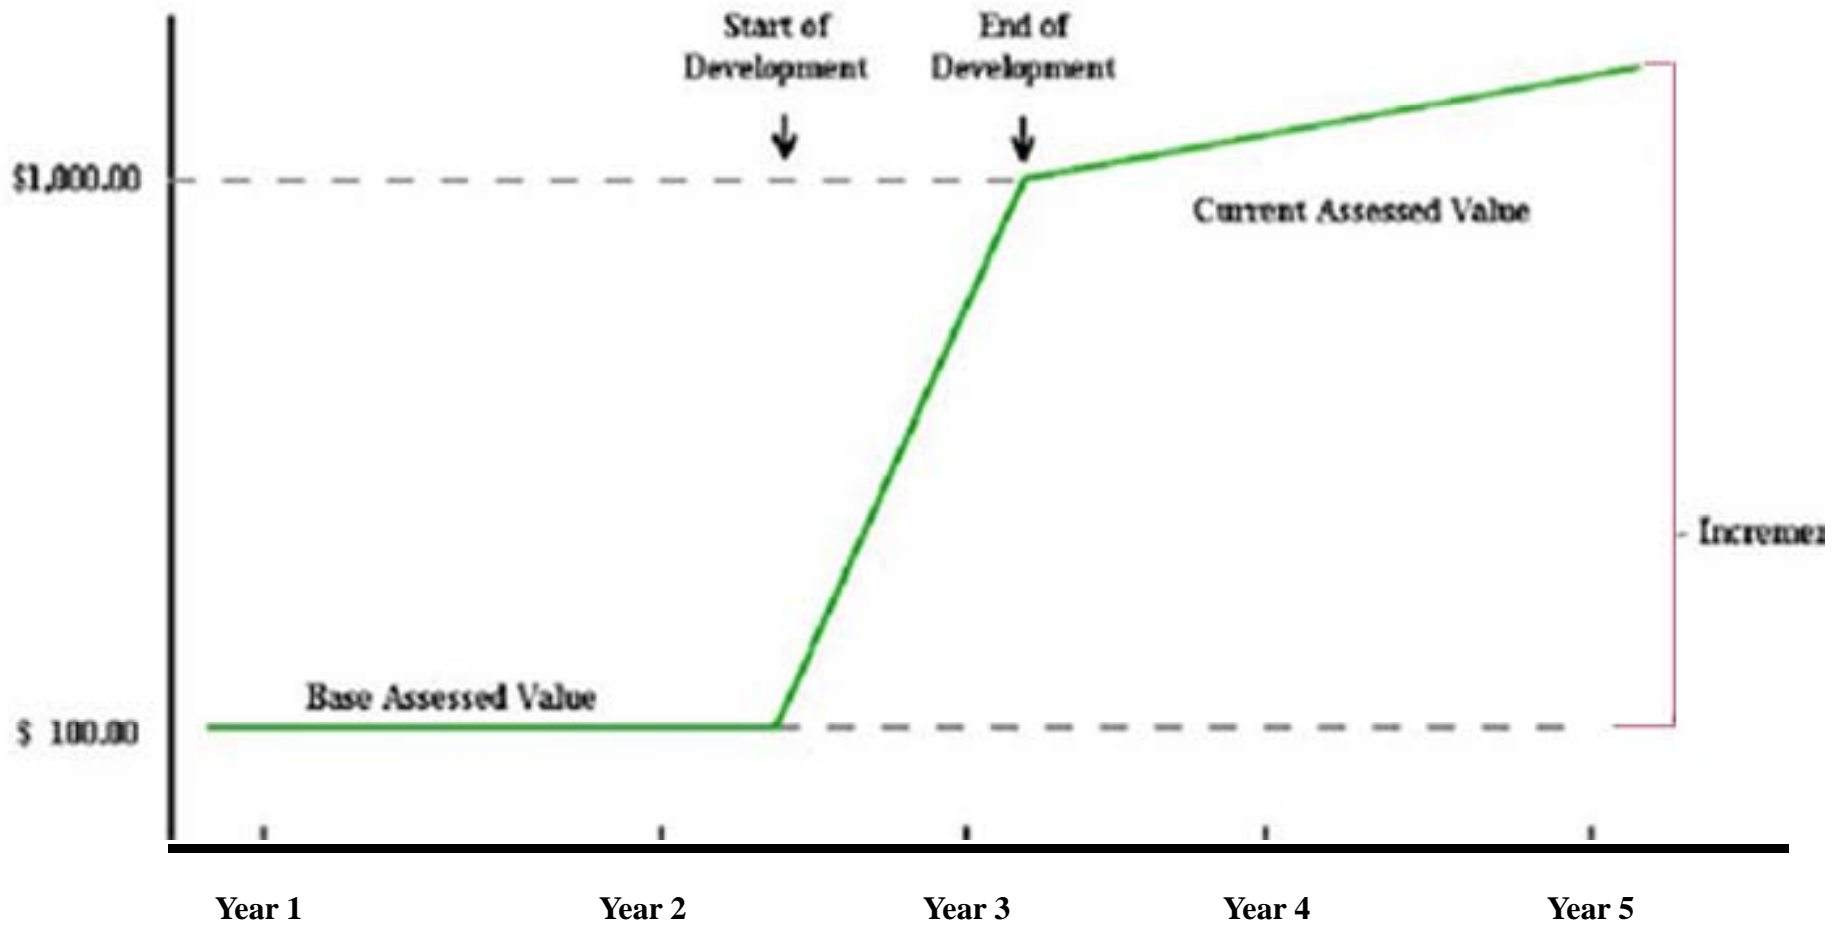 Start of
Development
End of
Development
$1,000.00
Current Assessed Value
Incremen
Base Assessed Value
$ 100.00
Year 1
Year 2
Year 3
Year 4
Year 5